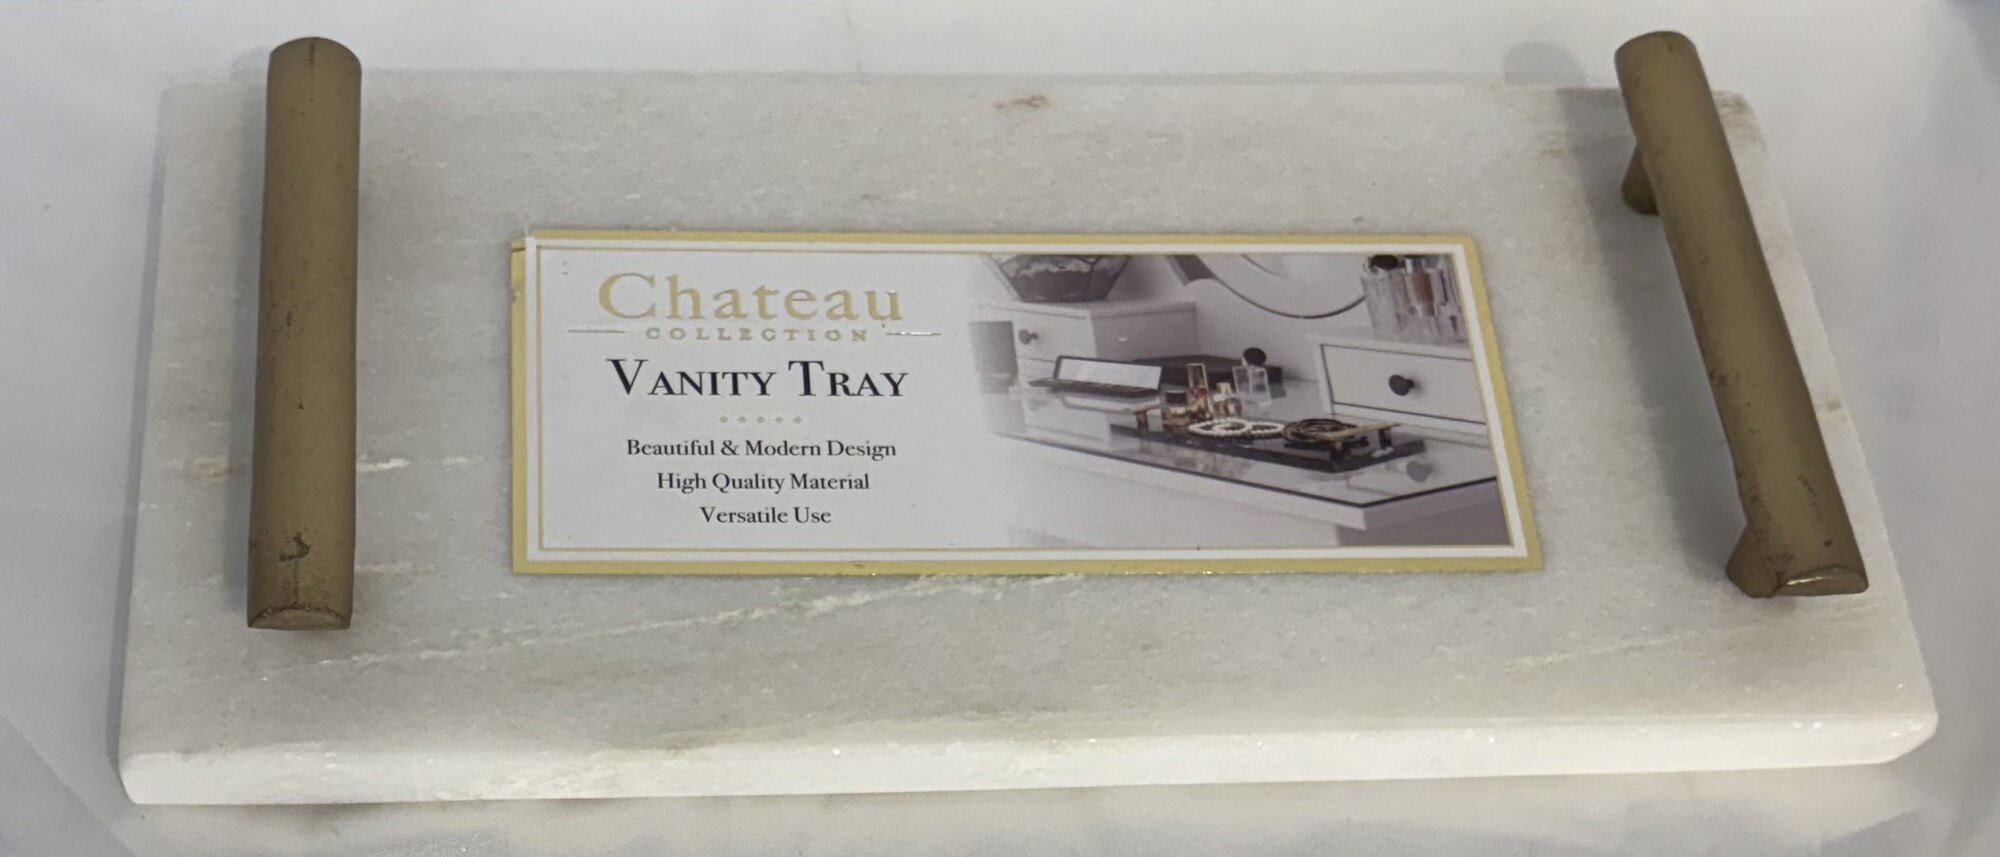 Chateau
COLLECTION
VANITY TRAY
Beautiful & Modern Design
High Quality Material
Versatile Use